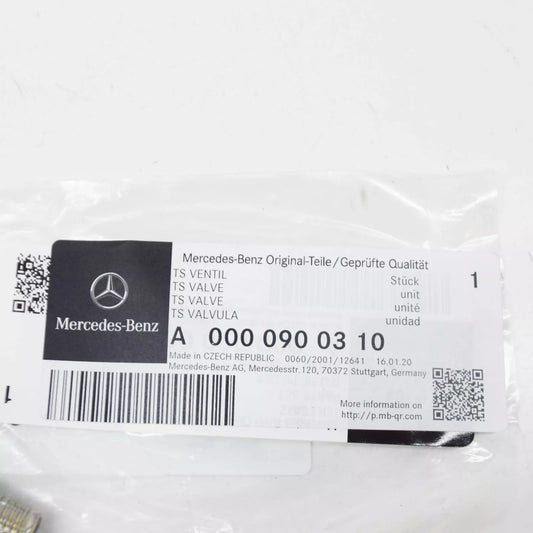 Mercedes-Benz Original-Teile/Geprüfte Qualität
TS VENTIL Stück 1
TS VALVE unit
TS VALVE unité
TS VALVULA unidad
Mercedes-Benz
A 000 090 03 10
Made in CZECH REPUBLIC 0060/2001/12641 16.01.20
Mercedes-Benz AG, Mercedesstr.120, 70372 Stuttgart, Germany
1
More information on
http://p.mb-qr.com